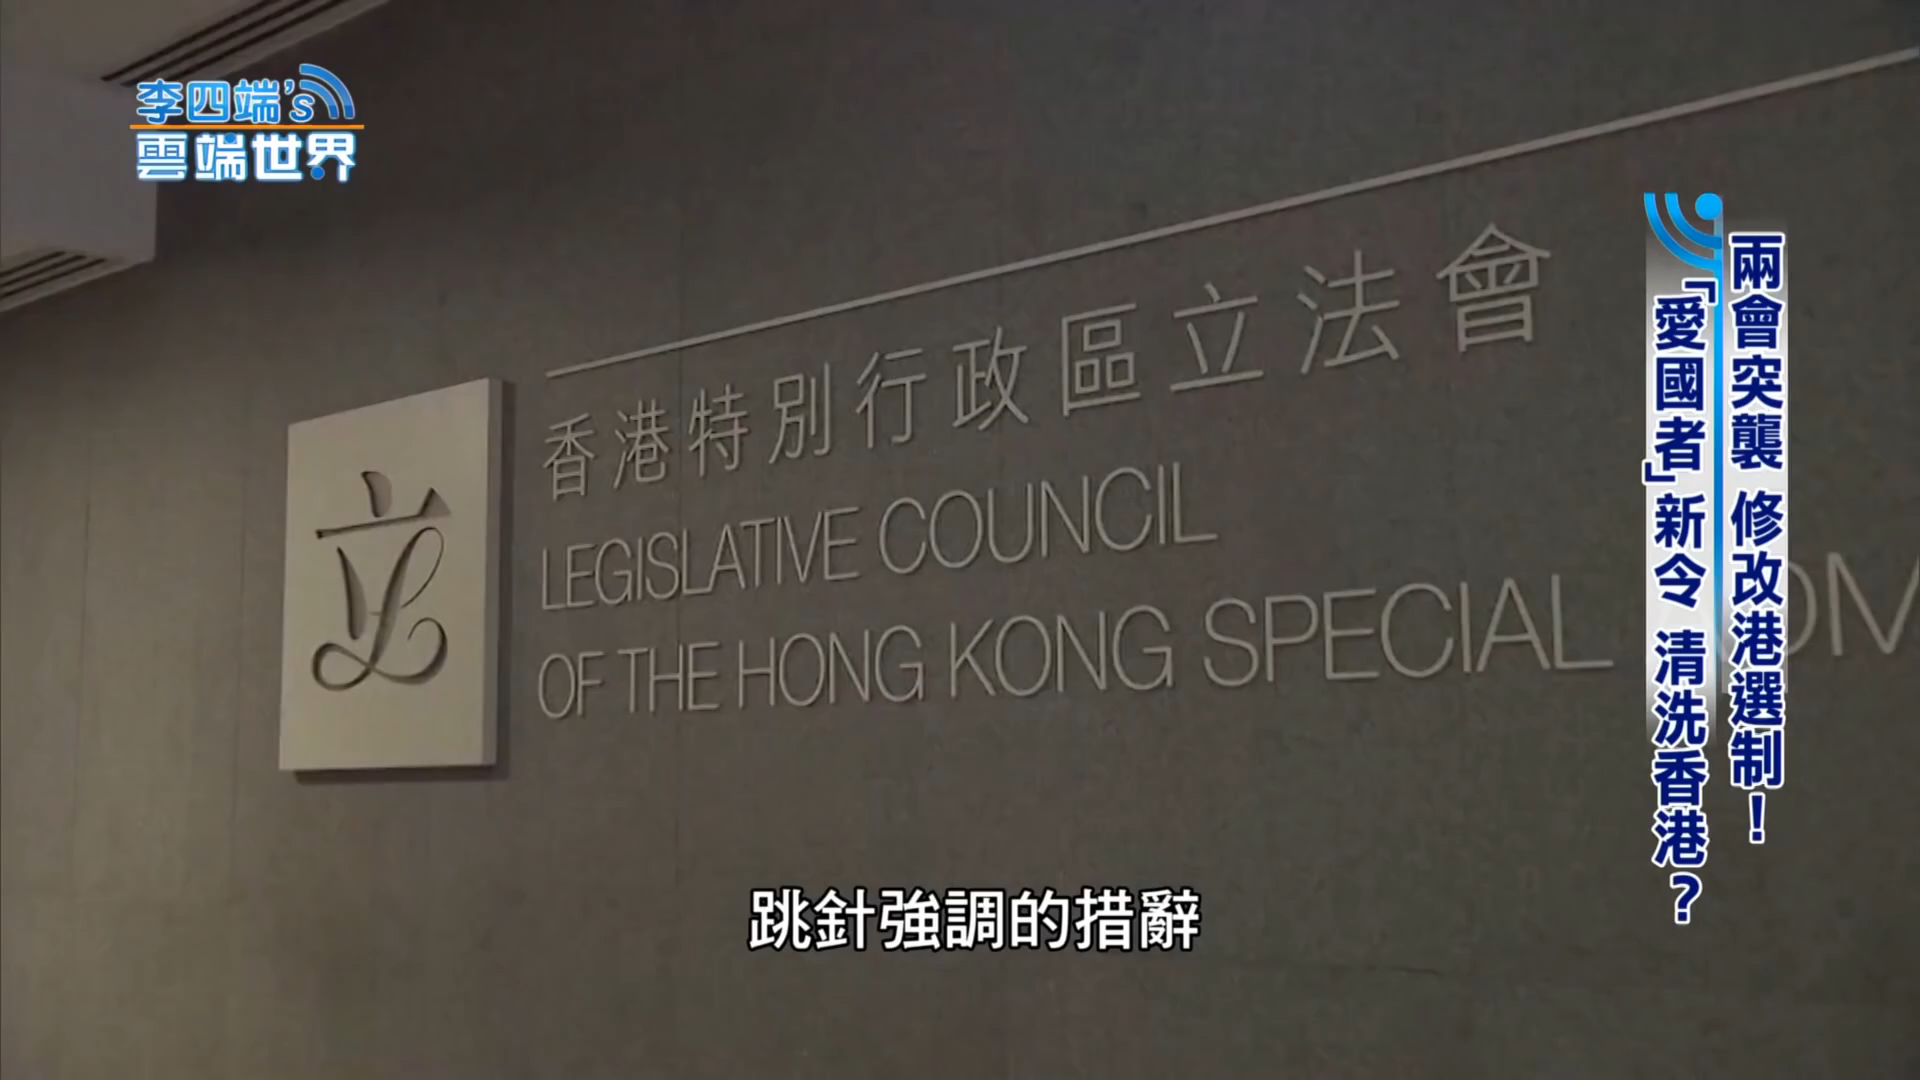 李四端's
雲端世界
兩會突襲 修改港選制！
「愛國者」新令 清洗香港？
香港特別行政區立法會
LEGISLATIVE COUNCIL
OF THE HONG KONG SPECIAL
跳針強調的措辭